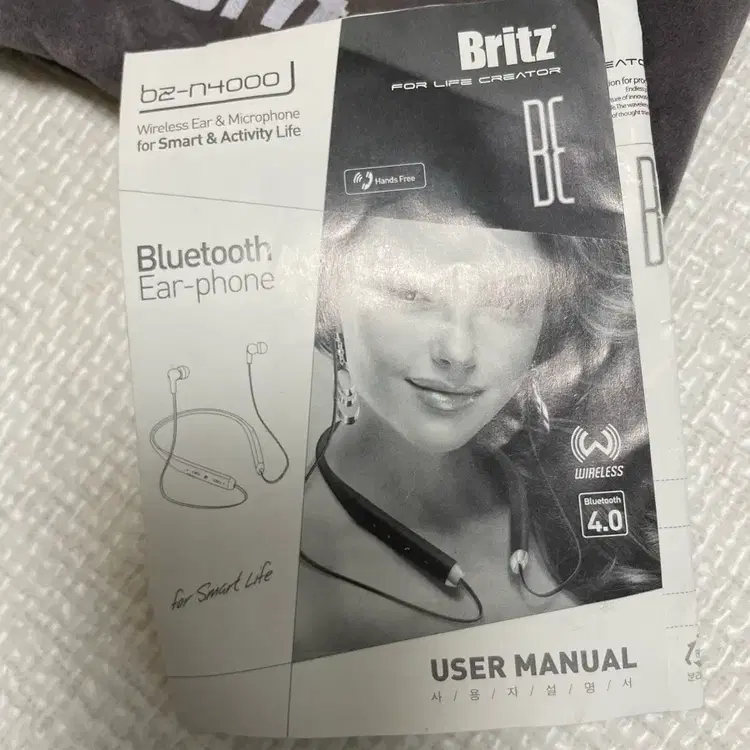 bz-n4000
Wireless Ear & Microphone
for Smart & Activity Life
Britz
FOR LIFE CREATOR
BE
Hands Free
Bluetooth
Ear-phone
WIRELESS
Bluetooth
4.0
for Smart Life
USER MANUAL
사 / 용 / 자 / 설 / 명 / 서